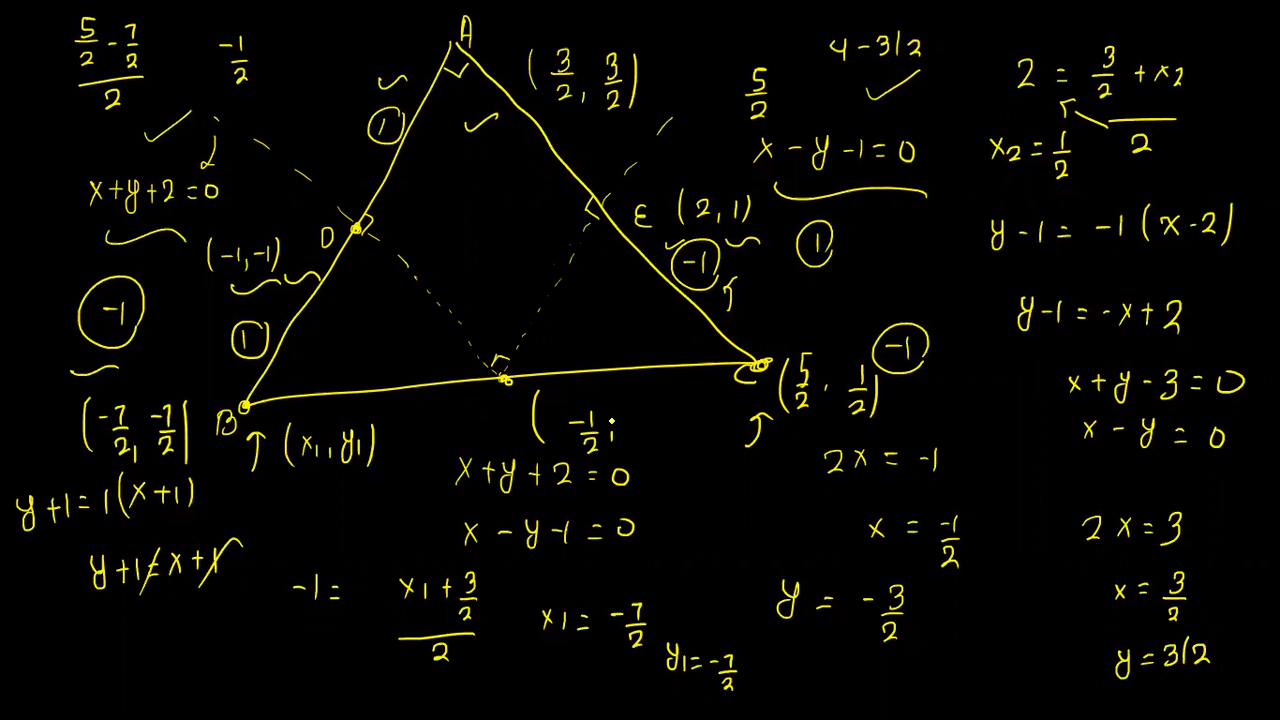 5/2 - 7/2
2
-1/2
A
(3/2, 3/2)
4 - 3/2
5/2
2 = (3/2 + x2)/2
x2 = 1/2
1
x + y + 2 = 0
x - y - 1 = 0
D
(-1, -1)
E (2, 1)
-1
1
y - 1 = -1(x - 2)
-1
1
y - 1 = -x + 2
C (5/2, 1/2)
-1
x + y - 3 = 0
x - y = 0
(-7/2, -7/2)
B (x1, y1)
(-1/2,
2x = -1
x + y + 2 = 0
y + 1 = 1(x + 1)
x - y - 1 = 0
x = -1/2
2x = 3
y + 1 = x + 1
-1 = (x1 + 3/2)/2
x1 = -7/2
y = -3/2
x = 3/2
y1 = -7/2
y = 3/2